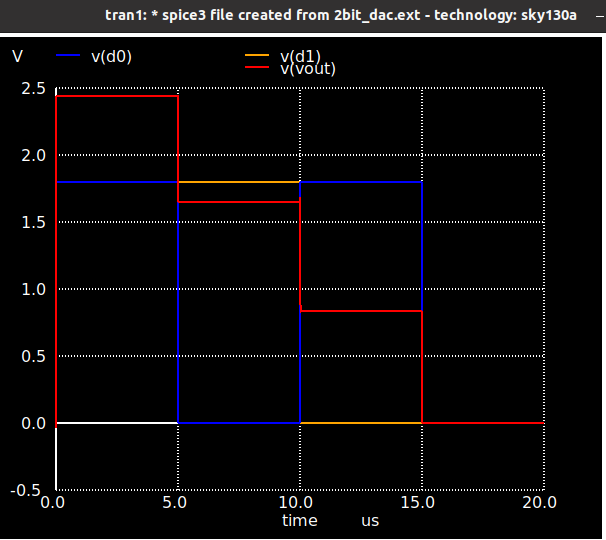 tran1: * spice3 file created from 2bit_dac.ext - technology: sky130a
V
v(d0)
v(d1)
v(vout)
2.5
2.0
1.5
1.0
0.5
0.0
-0.5
0.0 5.0 10.0 15.0 20.0
time us